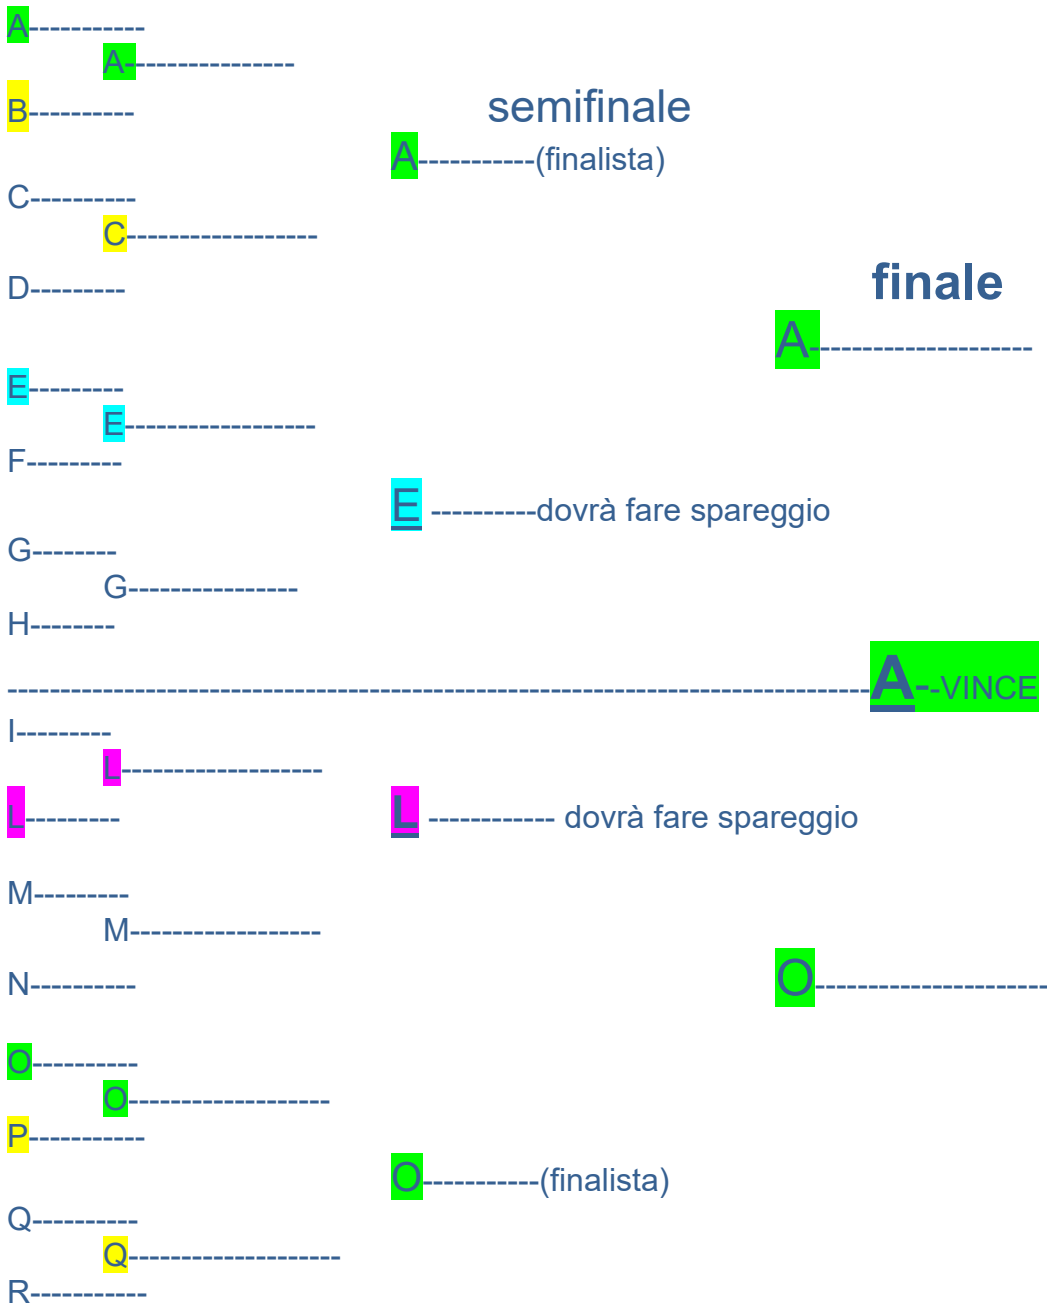 A-----------
A----------------
B----------
semifinale
A-----------(finalista)
C----------
C------------------
D---------
finale
A---------------------
E---------
E------------------
F---------
E ----------dovrà fare spareggio
G--------
G----------------
H--------
----------------------------------------------------------------------------------A--VINCE
I---------
L-------------------
L---------
L ------------ dovrà fare spareggio
M---------
M------------------
N----------
O----------------------
O----------
O-------------------
P-----------
O-----------(finalista)
Q----------
Q--------------------
R-----------